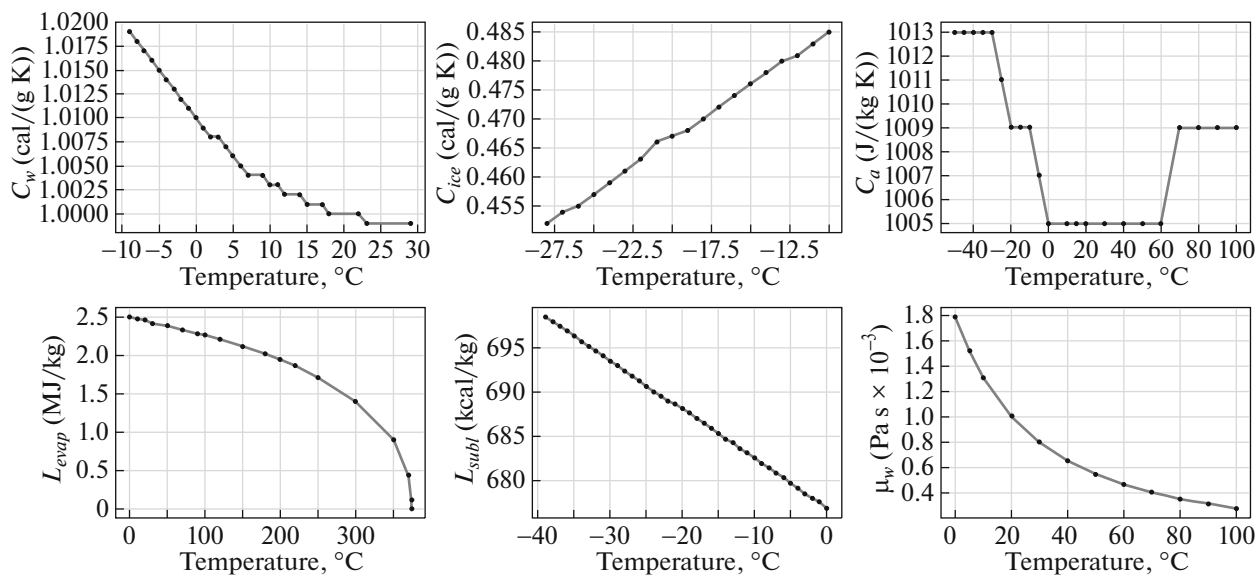 C_w (cal/(g K))
1.0200
1.0175
1.0150
1.0125
1.0100
1.0075
1.0050
1.0025
1.0000
−10 −5 0 5 10 15 20 25 30
Temperature, °C
C_ice (cal/(g K))
0.485
0.480
0.475
0.470
0.465
0.460
0.455
−27.5 −22.5 −17.5 −12.5
Temperature, °C
C_a (J/(kg K))
1013
1012
1011
1010
1009
1008
1007
1006
1005
−40 −20 0 20 40 60 80 100
Temperature, °C
L_evap (MJ/kg)
2.5
2.0
1.5
1.0
0.5
0
0 100 200 300
Temperature, °C
L_subl (kcal/kg)
695
690
685
680
−40 −30 −20 −10 0
Temperature, °C
μ_w (Pa s × 10⁻³)
1.8
1.6
1.4
1.2
1.0
0.8
0.6
0.4
0 20 40 60 80 100
Temperature, °C